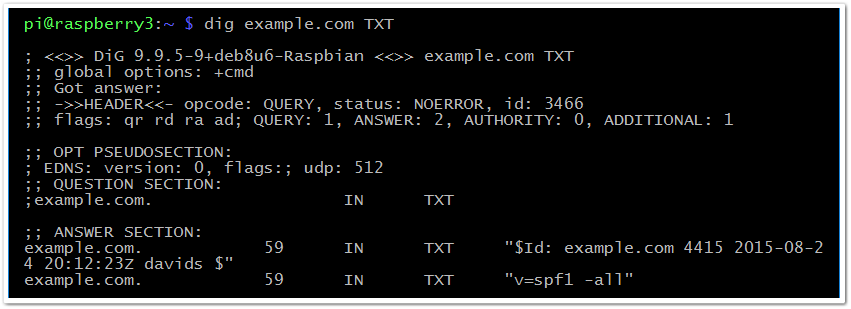 pi@raspberry3:~ $ dig example.com TXT

; <<>> DiG 9.9.5-9+deb8u6-Raspbian <<>> example.com TXT
;; global options: +cmd
;; Got answer:
;; ->>HEADER<<- opcode: QUERY, status: NOERROR, id: 3466
;; flags: qr rd ra ad; QUERY: 1, ANSWER: 2, AUTHORITY: 0, ADDITIONAL: 1

;; OPT PSEUDOSECTION:
; EDNS: version: 0, flags:; udp: 512
;; QUESTION SECTION:
;example.com. IN TXT

;; ANSWER SECTION:
example.com. 59 IN TXT "$Id: example.com 4415 2015-08-2
4 20:12:23Z davids $"
example.com. 59 IN TXT "v=spf1 -all"